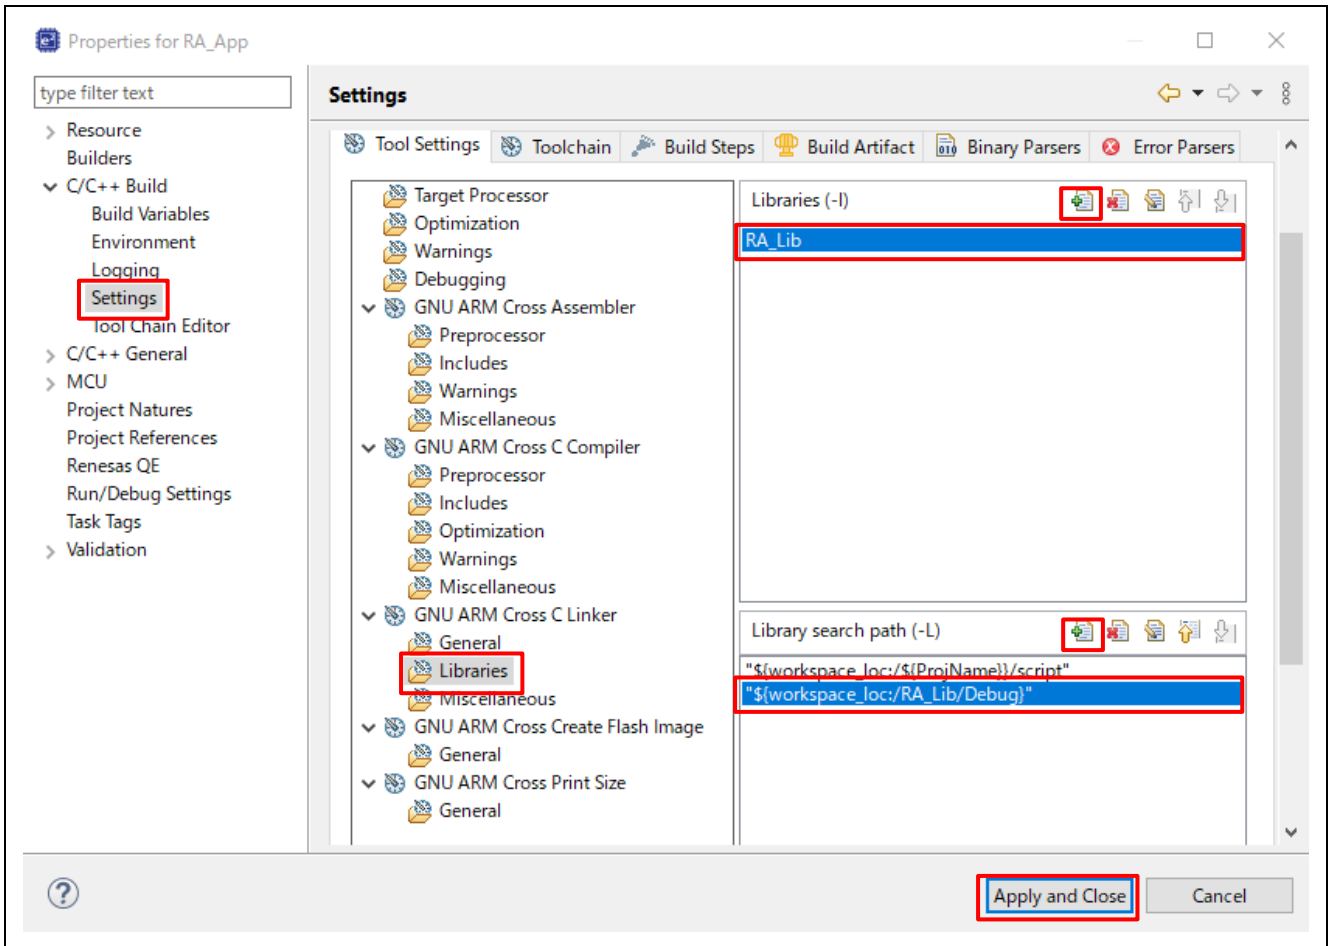 Properties for RA_App
type filter text
Resource
Builders
C/C++ Build
Build Variables
Environment
Logging
Settings
Tool Chain Editor
C/C++ General
MCU
Project Natures
Project References
Renesas QE
Run/Debug Settings
Task Tags
Validation
Settings
Tool Settings
Toolchain
Build Steps
Build Artifact
Binary Parsers
Error Parsers
Target Processor
Optimization
Warnings
Debugging
GNU ARM Cross Assembler
Preprocessor
Includes
Warnings
Miscellaneous
GNU ARM Cross C Compiler
Preprocessor
Includes
Optimization
Warnings
Miscellaneous
GNU ARM Cross C Linker
General
Libraries
Miscellaneous
GNU ARM Cross Create Flash Image
General
GNU ARM Cross Print Size
General
Libraries (-l)
RA_Lib
Library search path (-L)
"${workspace_loc:/${ProjName}}/script"
"${workspace_loc:/RA_Lib/Debug}"
Apply and Close
Cancel